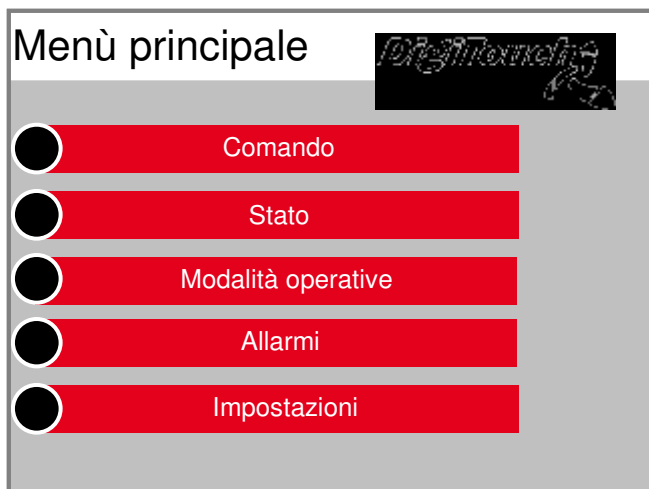 Menù principale
DigiTouch
Comando
Stato
Modalità operative
Allarmi
Impostazioni